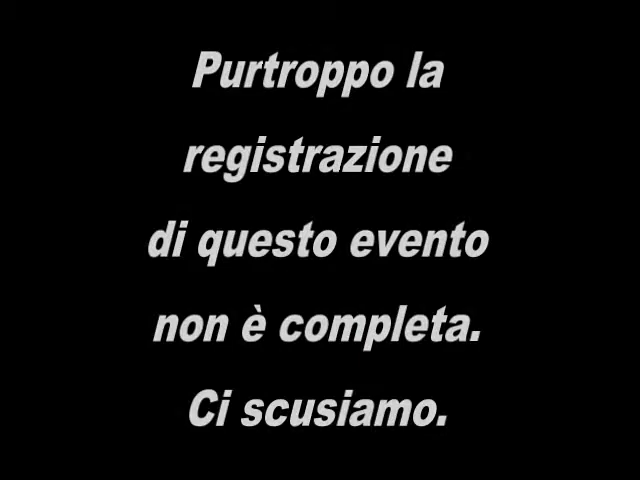 Purtroppo la
registrazione
di questo evento
non è completa.
Ci scusiamo.